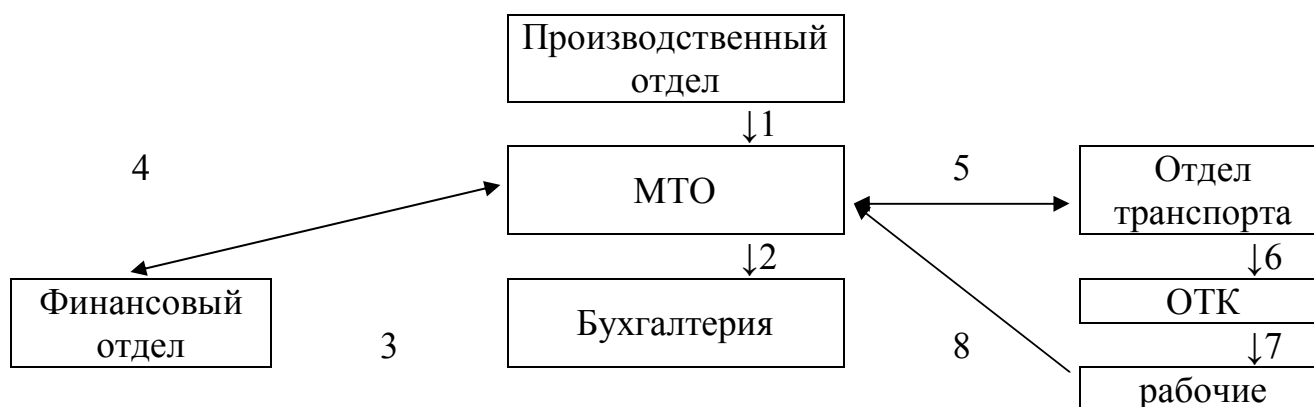 Производственный
отдел
↓1
4
МТО
5
Отдел
транспорта
↓2
↓6
Финансовый
отдел
3
Бухгалтерия
8
ОТК
↓7
рабочие